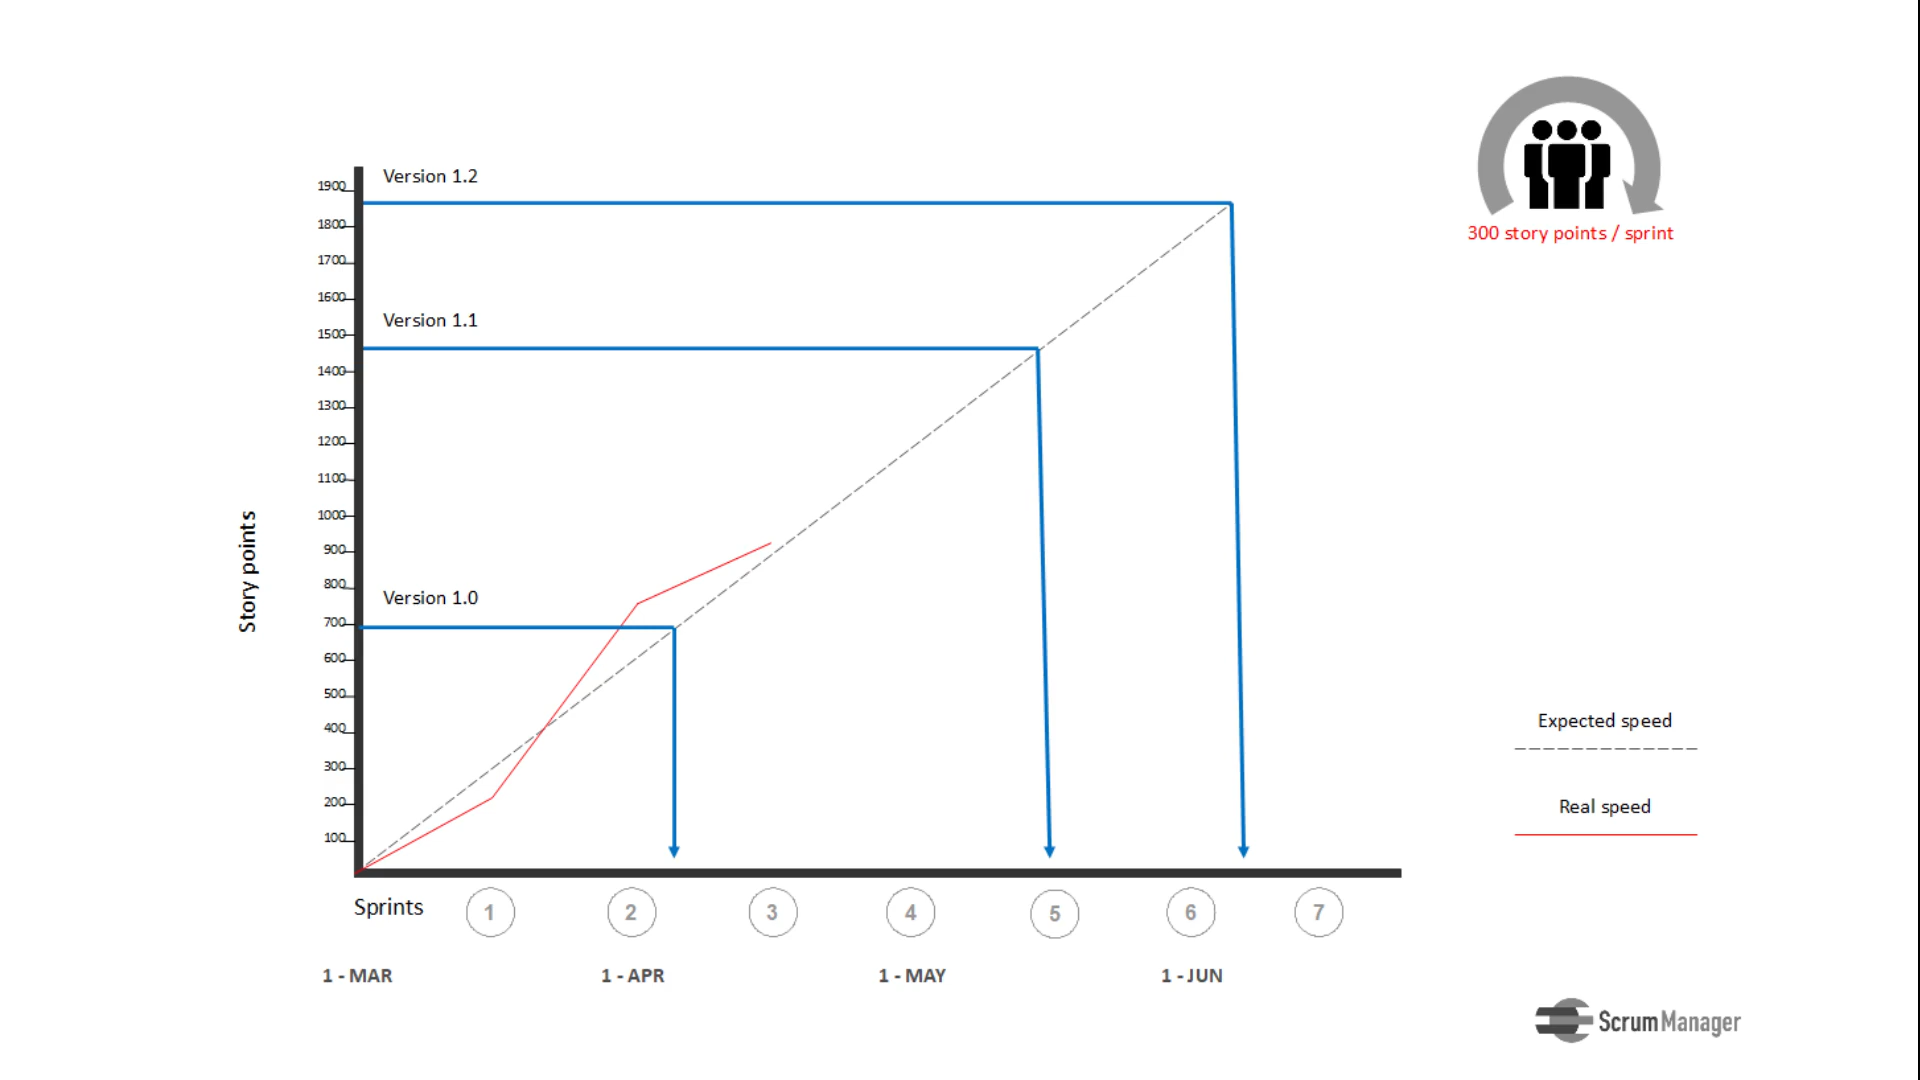 300 story points / sprint
Version 1.2
1900
1800
1700
1600
Version 1.1
1500
1400
1300
1200
1100
1000
900
800
Version 1.0
700
600
500
400
300
200
100
Story points
Expected speed
Real speed
Sprints 1 2 3 4 5 6 7
1 - MAR 1 - APR 1 - MAY 1 - JUN
ScrumManager